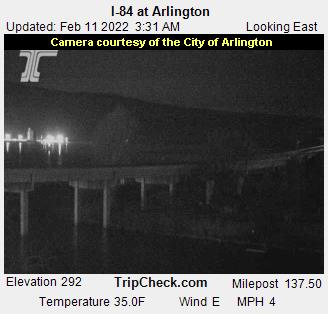 I-84 at Arlington
Updated: Feb 11 2022 3:31 AM Looking East
Camera courtesy of the City of Arlington
Elevation 292 TripCheck.com Milepost 137.50
Temperature 35.0F Wind E MPH 4